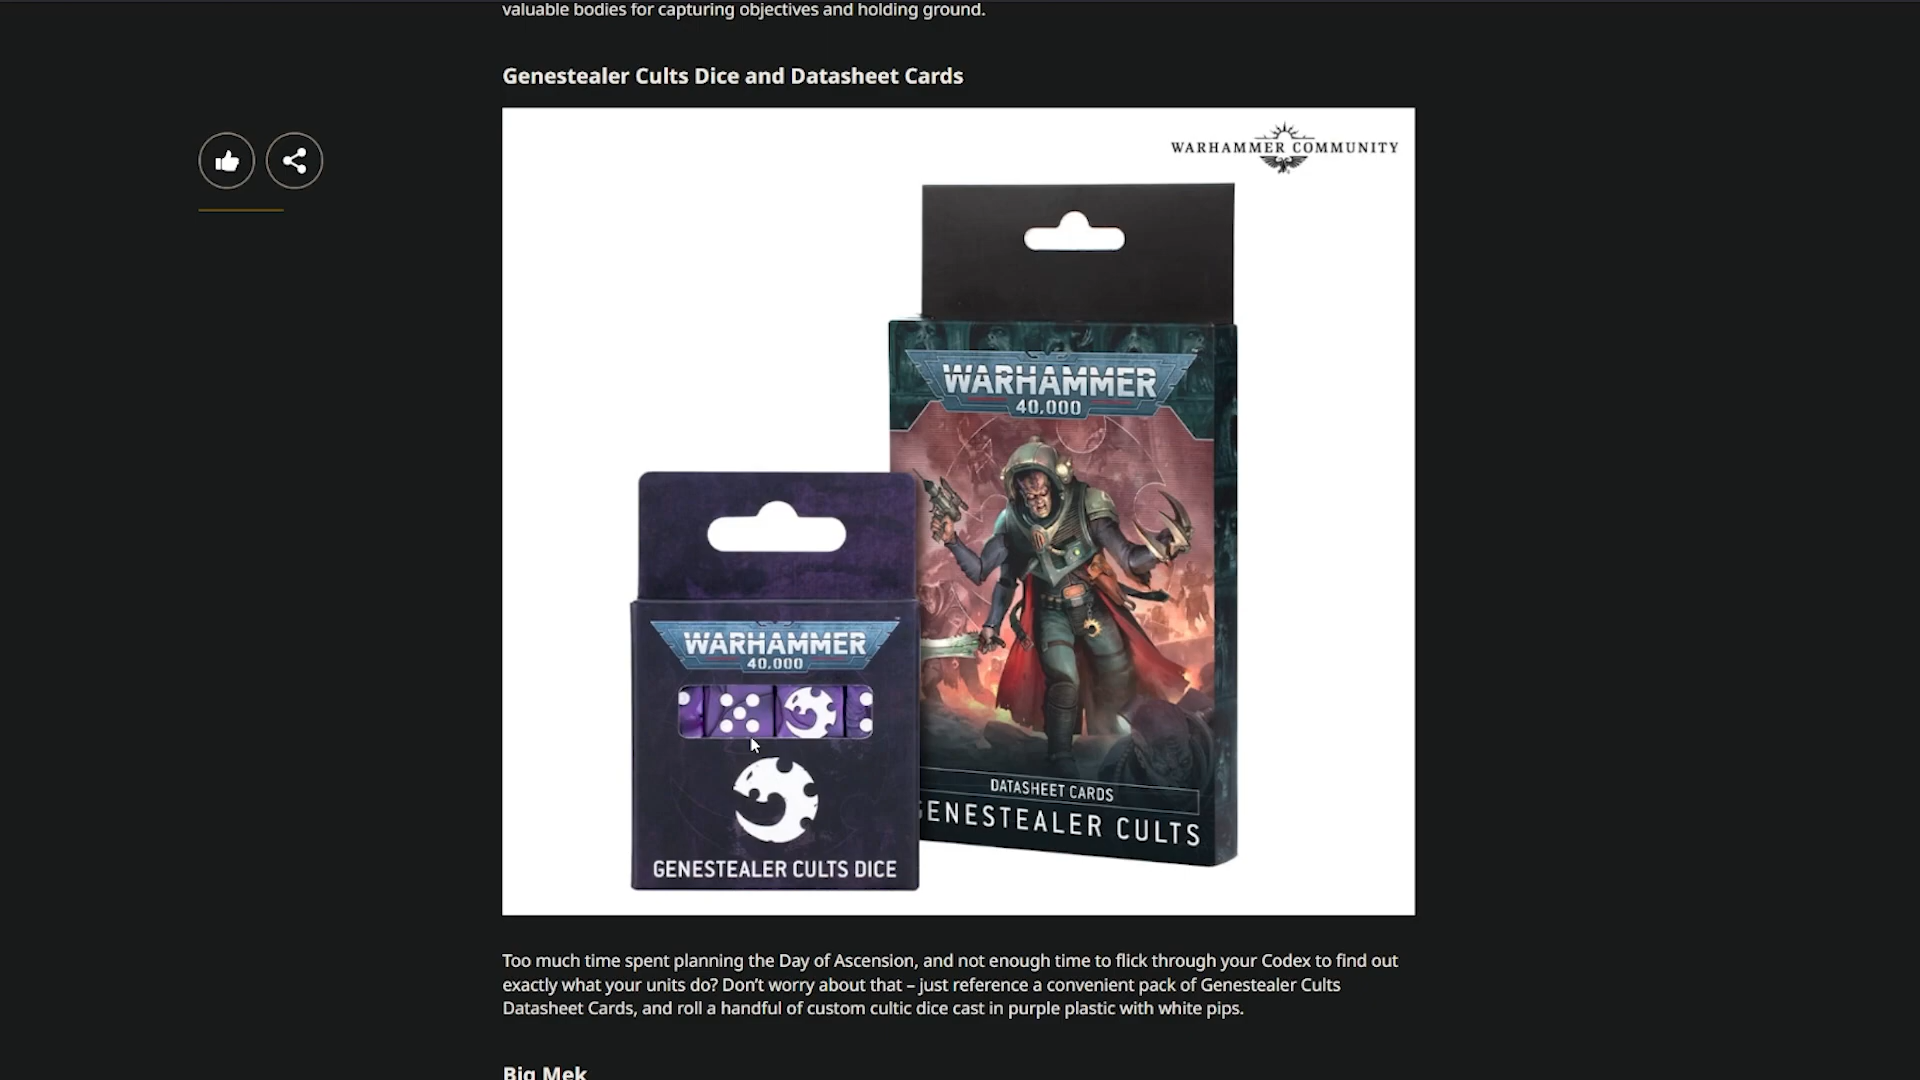 valuable bodies for capturing objectives and holding ground.
Genestealer Cults Dice and Datasheet Cards
WARHAMMER COMMUNITY
WARHAMMER
40,000
DATASHEET CARDS
GENESTEALER CULTS
WARHAMMER
40,000
GENESTEALER CULTS DICE
Too much time spent planning the Day of Ascension, and not enough time to flick through your Codex to find out
exactly what your units do? Don’t worry about that – just reference a convenient pack of Genestealer Cults
Datasheet Cards, and roll a handful of custom cultic dice cast in purple plastic with white pips.
Big Mek